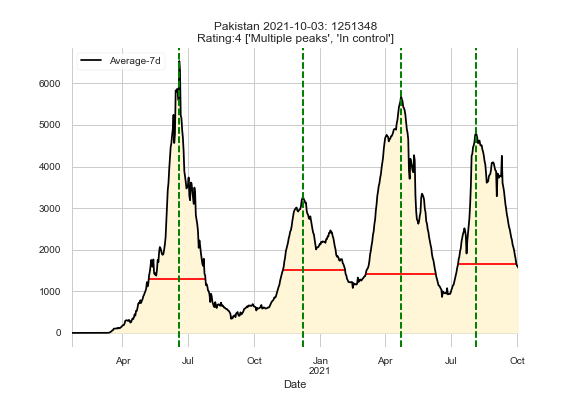 Pakistan 2021-10-03: 1251348
Rating:4 ['Multiple peaks', 'In control']
Average-7d
6000
5000
4000
3000
2000
1000
0
Apr
Jul
Oct
Jan
2021
Apr
Jul
Oct
Date